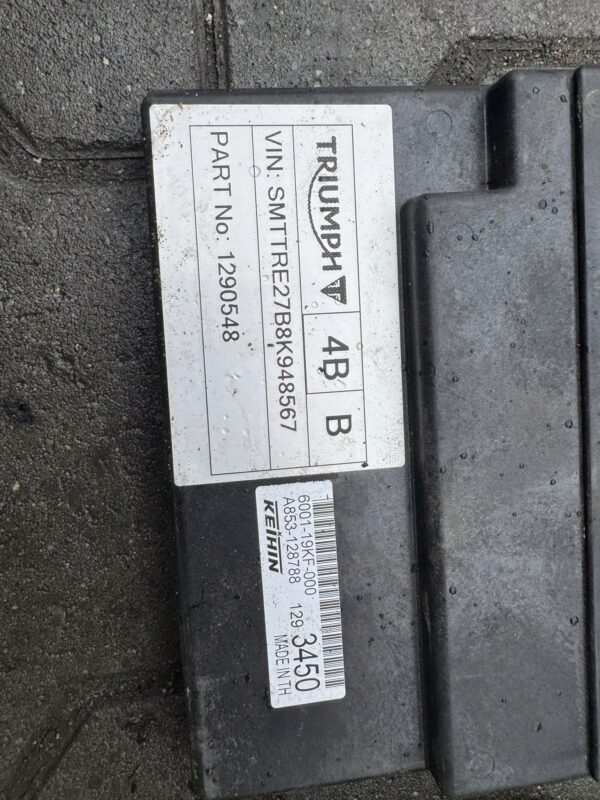 TRIUMPH 4B B
VIN: SMTTRE27B8K948567
PART No: 1290548
6001-19KF-000 129 3450
A853-128788 MADE IN TH
KEIHIN